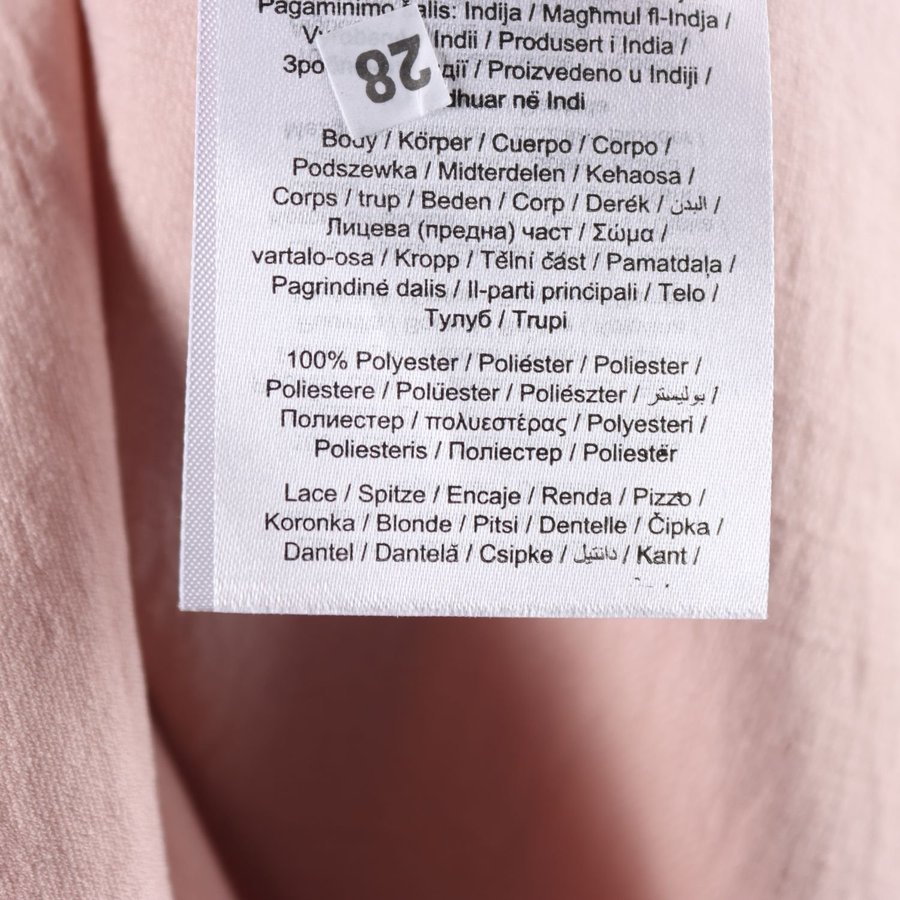 Pagaminimo šalis: Indija / Magħmul fl-Indja /
Indii / Produsert i India /
Зро дії / Proizvedeno u Indiji /
dhuar në Indi
28
Body / Körper / Cuerpo / Corpo /
Podszewka / Midterdelen / Kehaosa /
Corps / trup / Beden / Corp / Derék / البدن /
Лицева (предна) част / Σώμα /
vartalo-osa / Kropp / Tělní část / Pamatdaļa /
Pagrindinė dalis / Il-parti prinċipali / Telo /
Тулуб / Trupi
100% Polyester / Poliéster / Poliester /
Poliestere / Polüester / Poliészter / بوليستر /
Полиестер / πολυεστέρας / Polyesteri /
Poliesteris / Поліестер / Poliestër
Lace / Spitze / Encaje / Renda / Pizzo /
Koronka / Blonde / Pitsi / Dentelle / Čipka /
Dantel / Dantelă / Csipke / دانتيل / Kant /